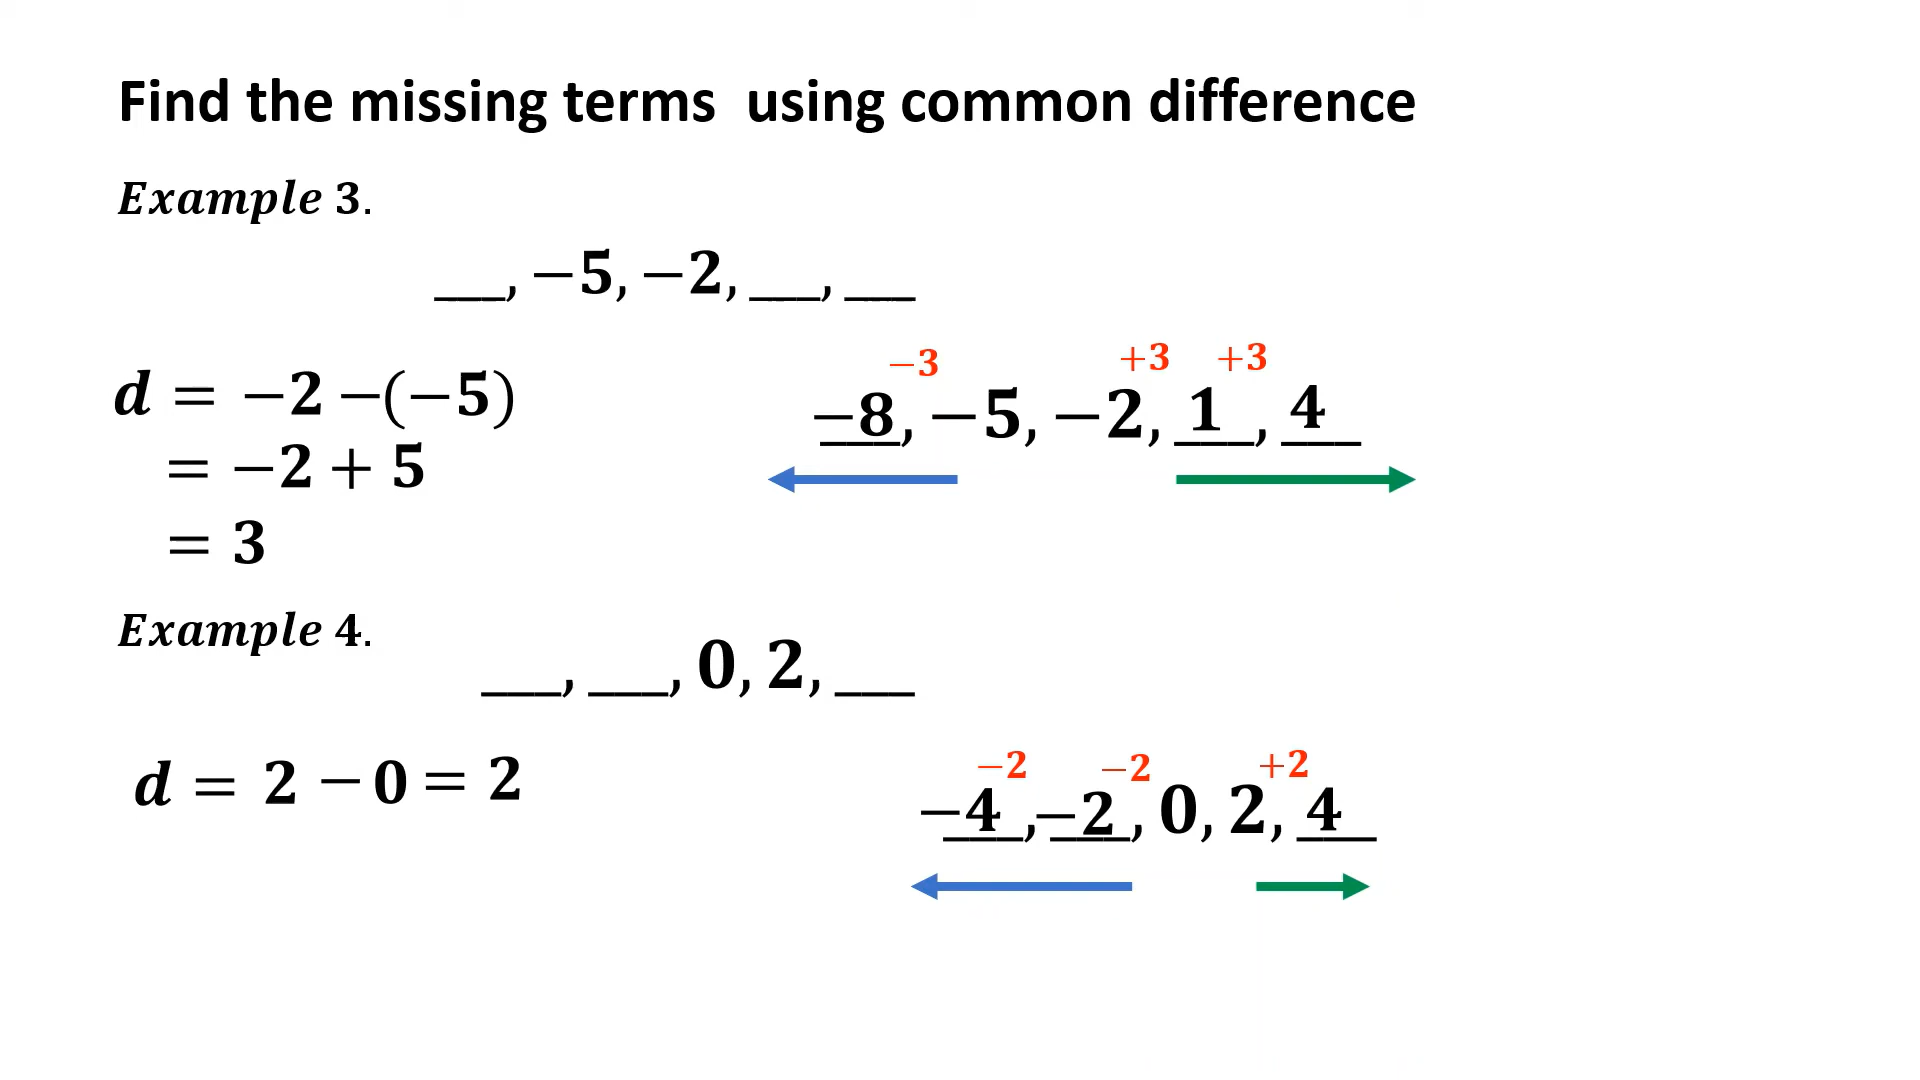 Find the missing terms  using common difference
Example 3.
___, −5, −2, ___, ___
d = −2 −(−5)
= −2 + 5
= 3
−3 +3 +3
−8, −5, −2, 1, 4
Example 4.
___, ___, 0, 2, ___
d = 2 − 0 = 2
−2 −2 +2
−4, −2, 0, 2, 4